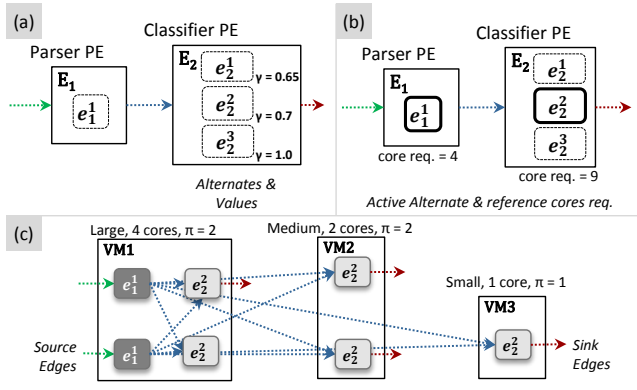 (a)
Classifier PE
Parser PE
E₁
e₁¹
E₂
e₂¹
γ = 0.65
e₂²
γ = 0.7
e₂³
γ = 1.0
Alternates &
Values
(b)
Classifier PE
Parser PE
E₁
e₁¹
core req. = 4
E₂
e₂¹
e₂²
e₂³
core req. = 9
Active Alternate & reference cores req.
(c)
Large, 4 cores, π = 2
VM1
e₁¹
e₂²
e₁¹
e₂²
Medium, 2 cores, π = 2
VM2
e₂²
e₂²
Small, 1 core, π = 1
VM3
e₂²
Source
Edges
Sink
Edges